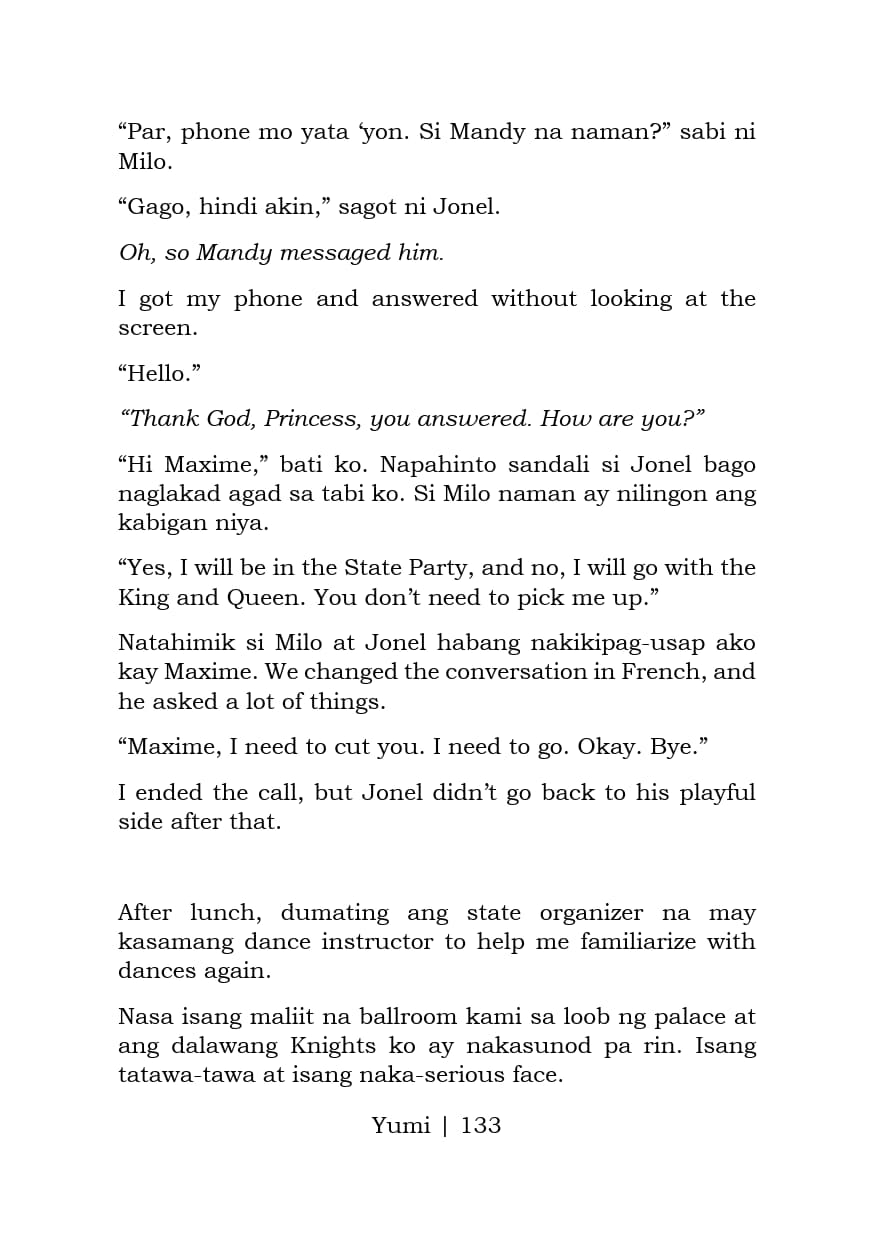 “Par, phone mo yata ‘yon. Si Mandy na naman?” sabi ni
Milo.
“Gago, hindi akin,” sagot ni Jonel.
Oh, so Mandy messaged him.
I got my phone and answered without looking at the
screen.
“Hello.”
“Thank God, Princess, you answered. How are you?”
“Hi Maxime,” bati ko. Napahinto sandali si Jonel bago
naglakad agad sa tabi ko. Si Milo naman ay nilingon ang
kabigan niya.
“Yes, I will be in the State Party, and no, I will go with the
King and Queen. You don’t need to pick me up.”
Natahimik si Milo at Jonel habang nakikipag-usap ako
kay Maxime. We changed the conversation in French, and
he asked a lot of things.
“Maxime, I need to cut you. I need to go. Okay. Bye.”
I ended the call, but Jonel didn’t go back to his playful
side after that.
After lunch, dumating ang state organizer na may
kasamang dance instructor to help me familiarize with
dances again.
Nasa isang maliit na ballroom kami sa loob ng palace at
ang dalawang Knights ko ay nakasunod pa rin. Isang
tatawa-tawa at isang naka-serious face.
Yumi | 133